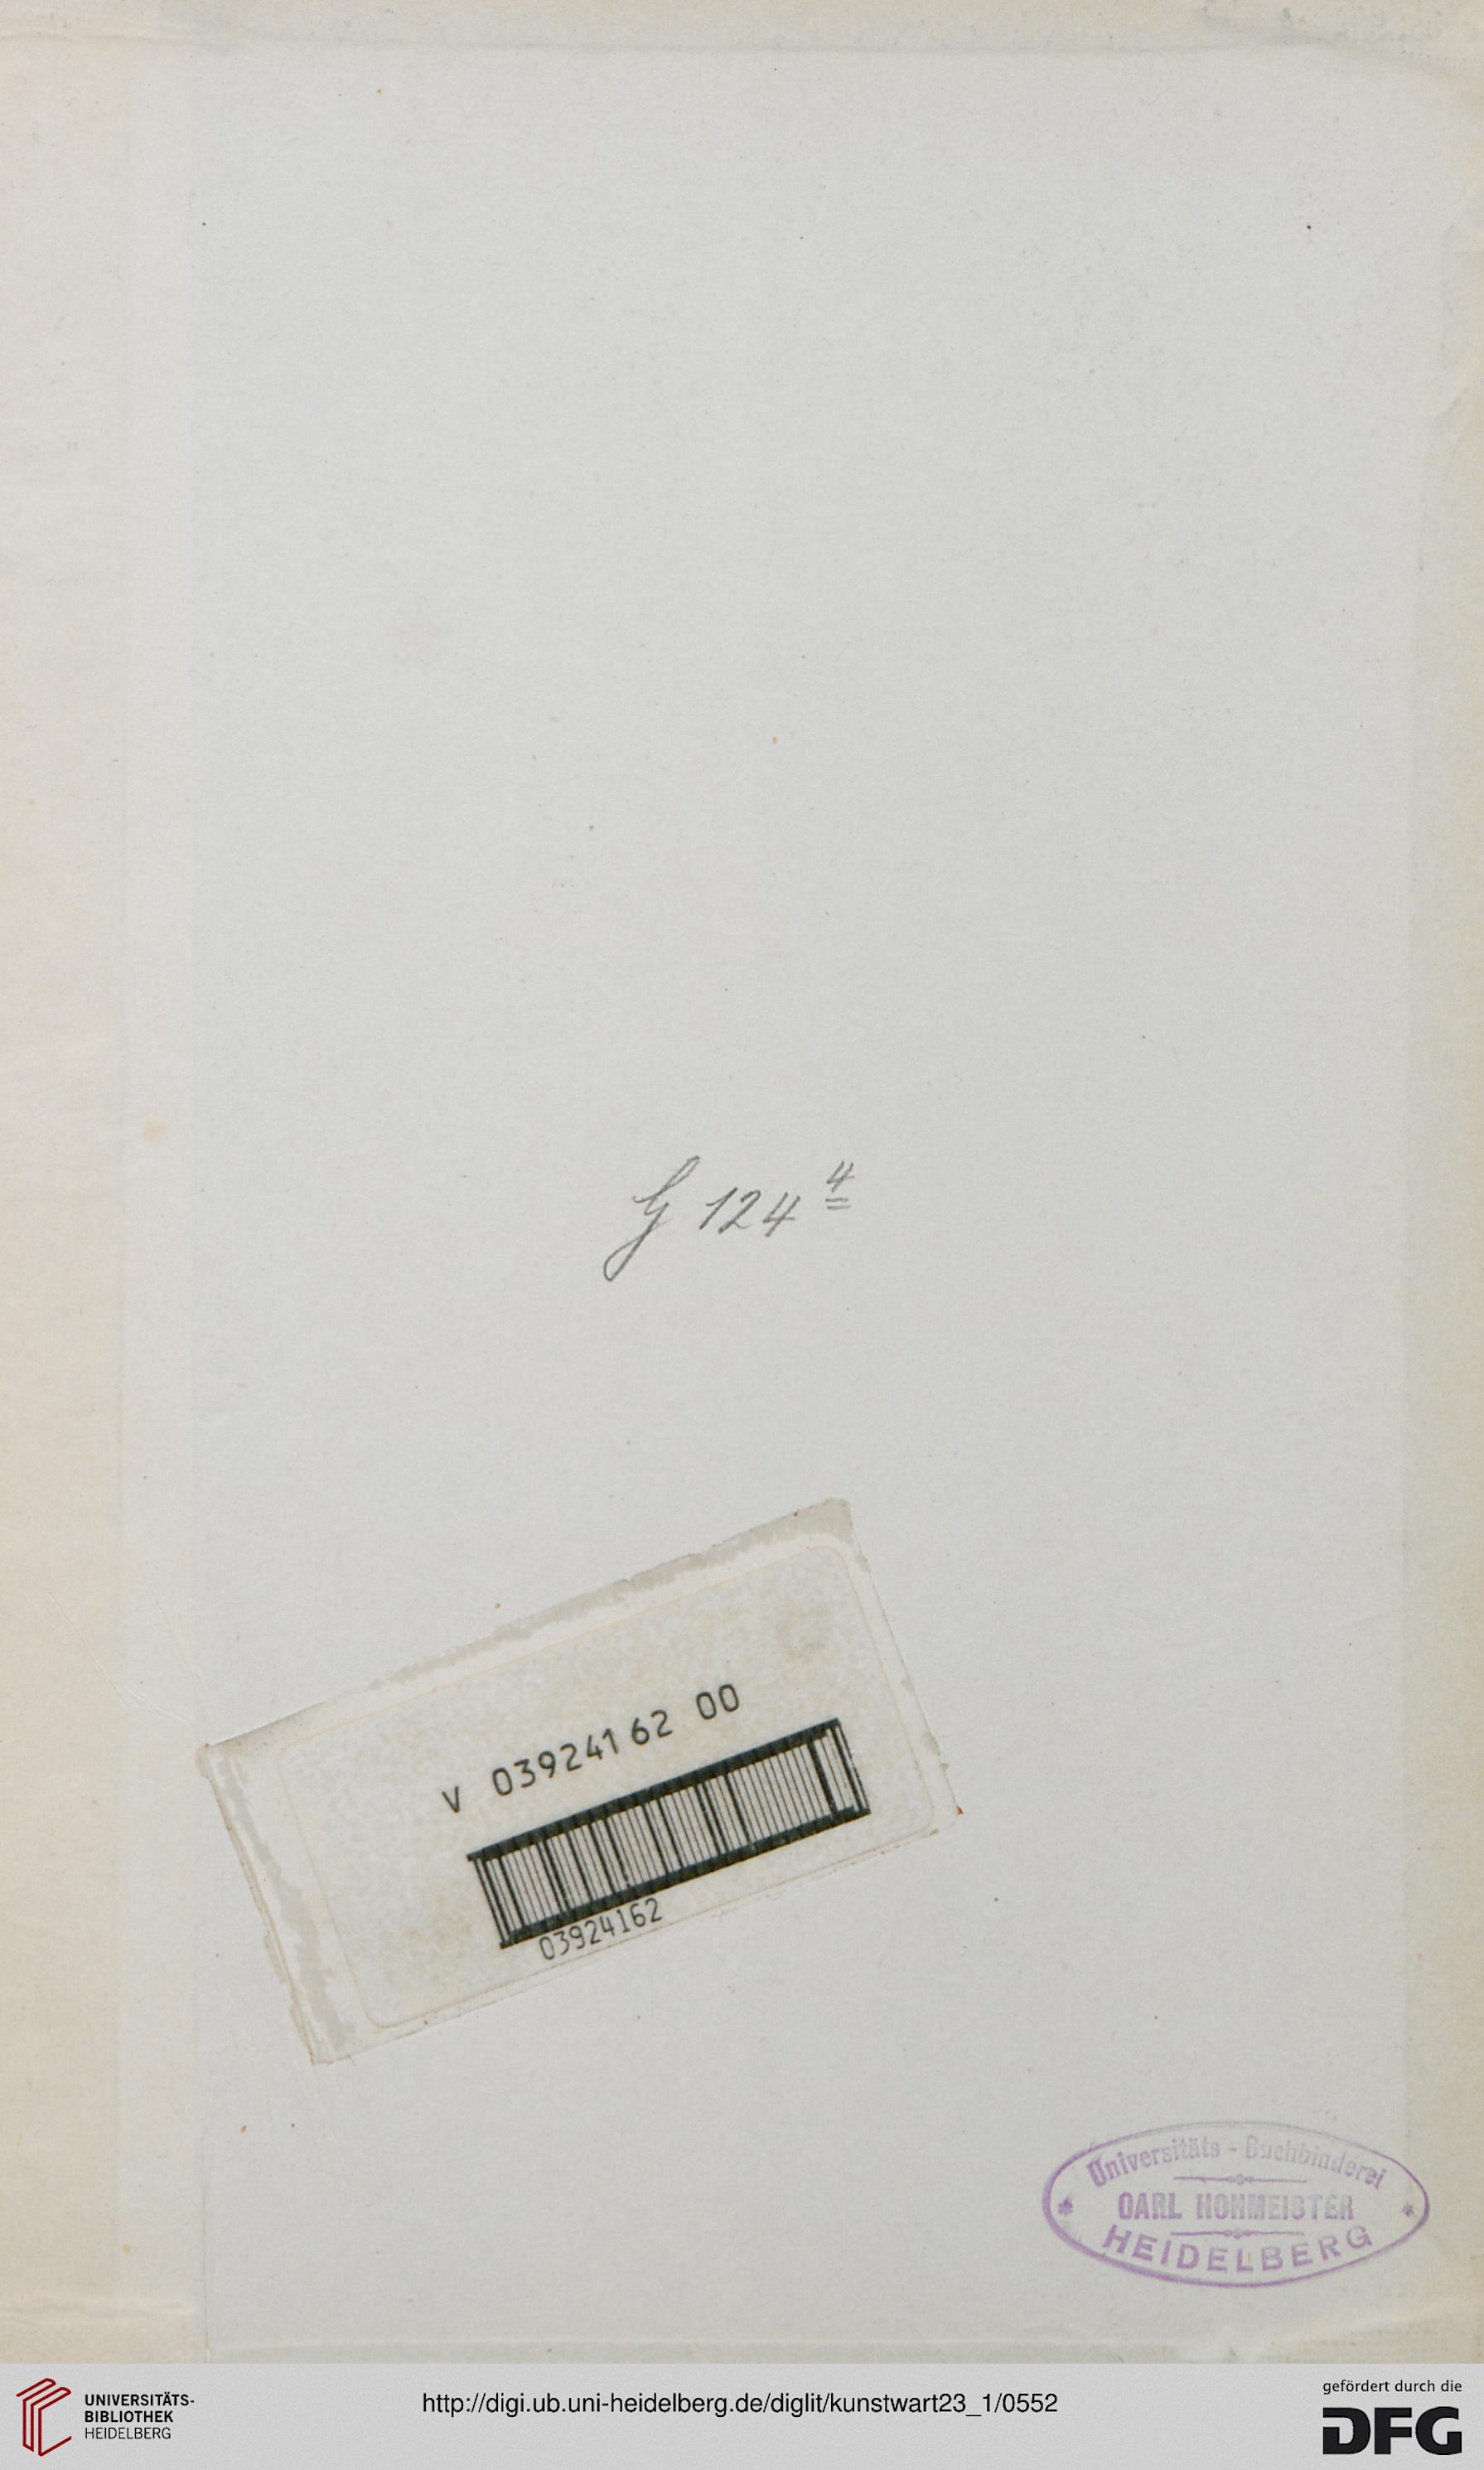 G 124 4
V 03924162 00
03924162
Universitäts - Buchbinderei
CARL HOHMEISTER
HEIDELBERG
UNIVERSITÄTS-
BIBLIOTHEK
HEIDELBERG
http://digi.ub.uni-heidelberg.de/diglit/kunstwart23_1/0552
gefördert durch die
DFG